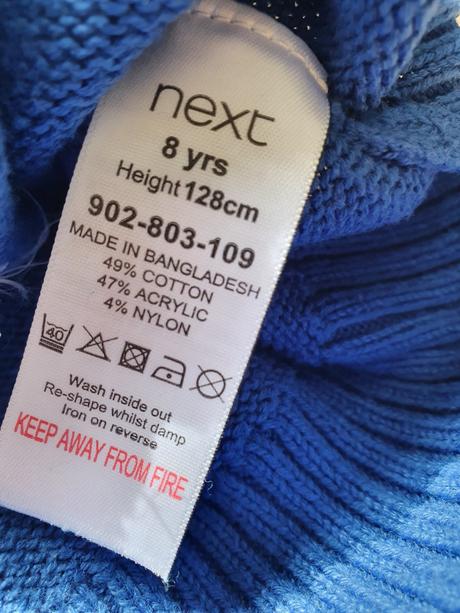 next
8 yrs
Height 128cm
902-803-109
MADE IN BANGLADESH
49% COTTON
47% ACRYLIC
4% NYLON
40
Wash inside out
Re-shape whilst damp
Iron on reverse
KEEP AWAY FROM FIRE